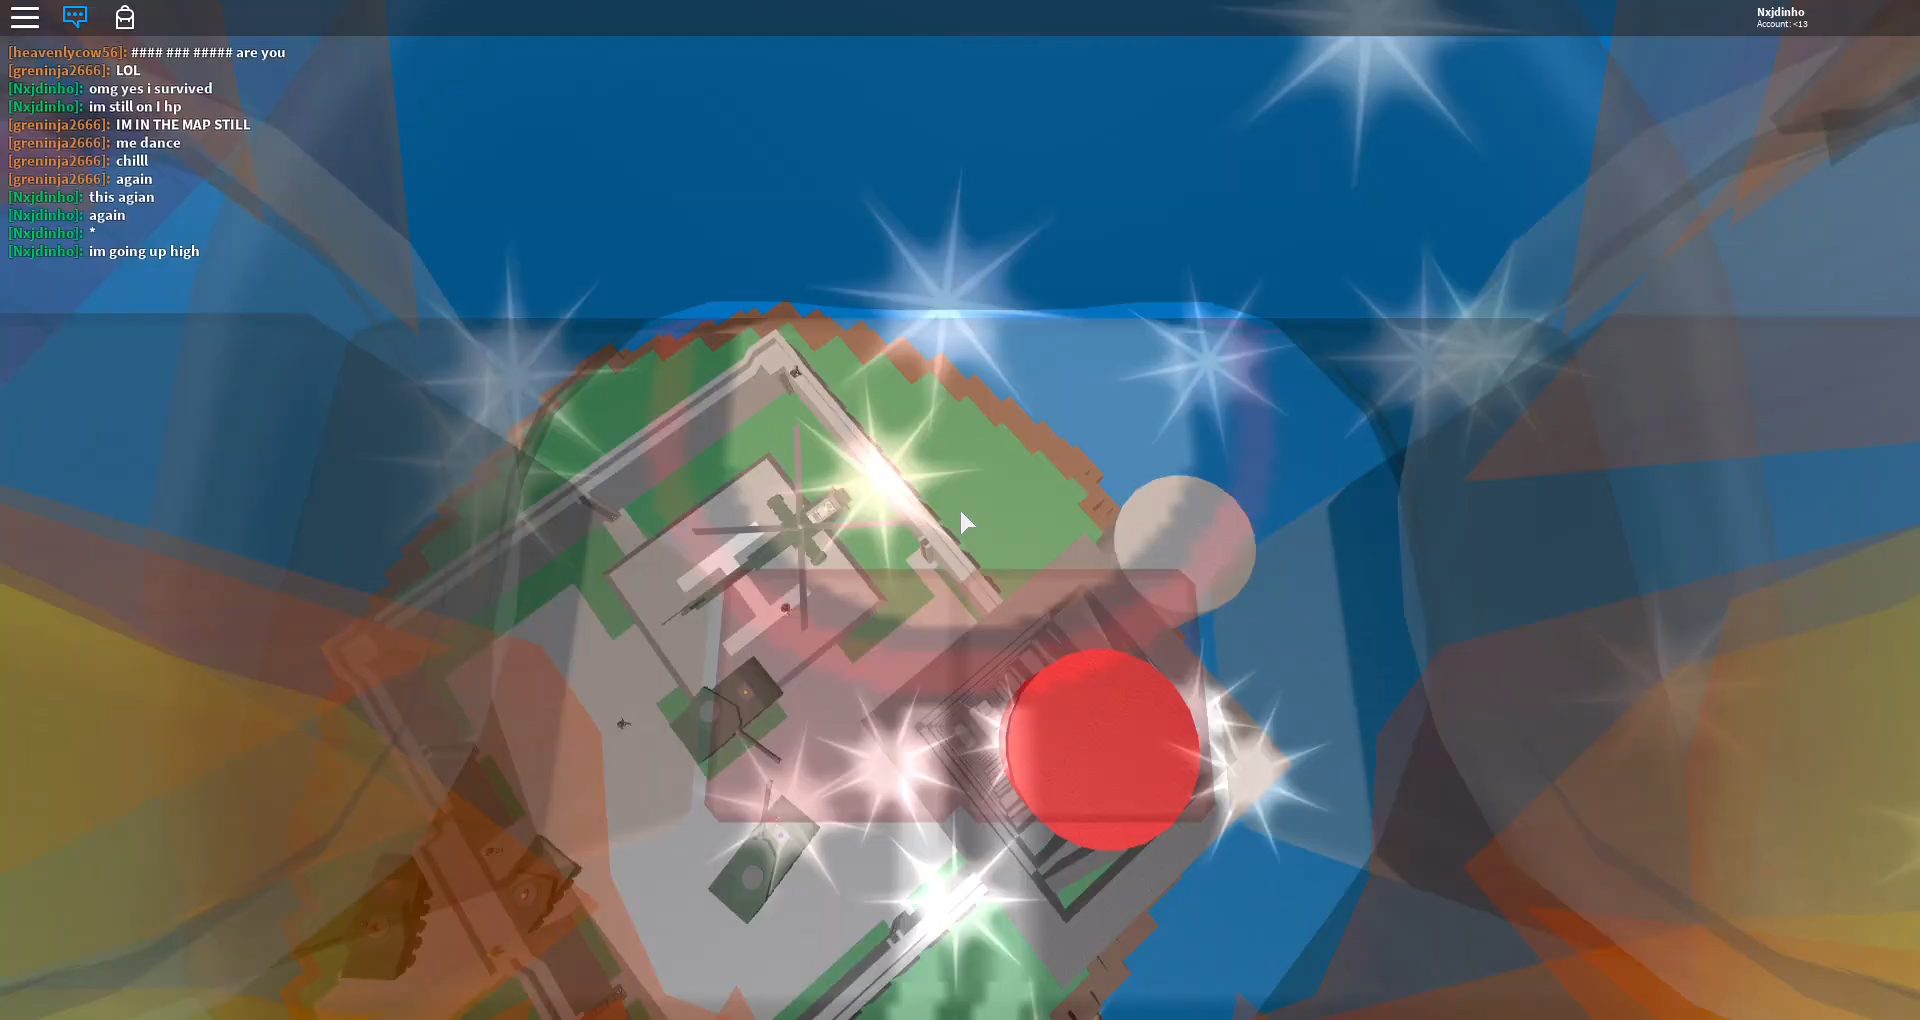 Nxjdinho
Account: <13
[heavenlycow56]: #### ### ##### are you
[greninja2666]: LOL
[Nxjdinho]: omg yes i survived
[Nxjdinho]: im still on I hp
[greninja2666]: IM IN THE MAP STILL
[greninja2666]: me dance
[greninja2666]: chilll
[greninja2666]: again
[Nxjdinho]: this agian
[Nxjdinho]: again
[Nxjdinho]: *
[Nxjdinho]: im going up high